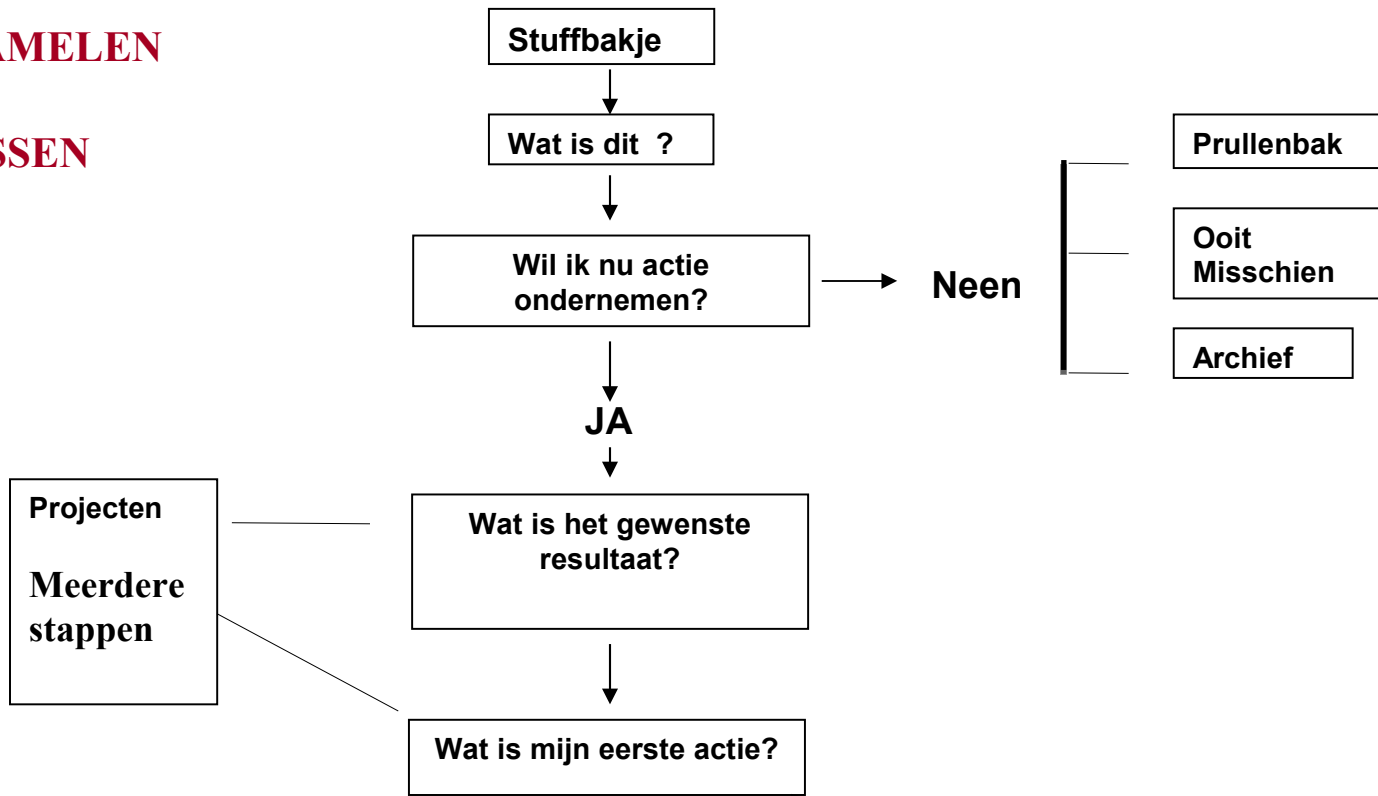 AMELEN
Stuffbakje
SSEN
Wat is dit  ?
Prullenbak
Wil ik nu actie
ondernemen?
Neen
Ooit
Misschien
Archief
JA
Projecten
Meerdere
stappen
Wat is het gewenste
resultaat?
Wat is mijn eerste actie?